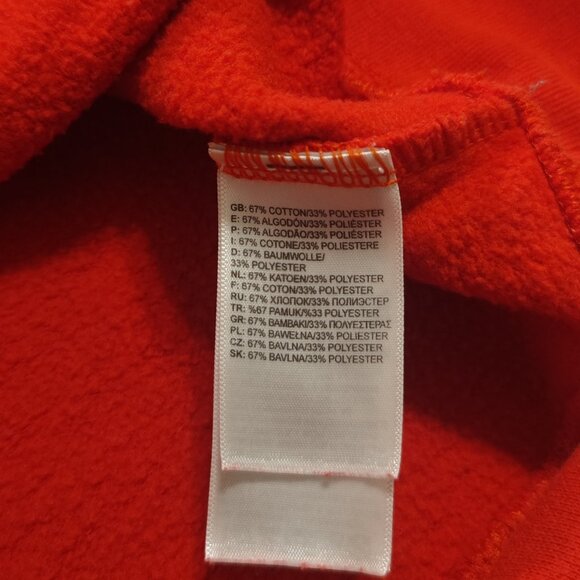 GB: 67% COTTON/33% POLYESTER
E: 67% ALGODÓN/33% POLIÉSTER
P: 67% ALGODÃO/33% POLIÉSTER
I: 67% COTONE/33% POLIESTERE
D: 67% BAUMWOLLE/
33% POLYESTER
NL: 67% KATOEN/33% POLYESTER
F: 67% COTON/33% POLYESTER
RU: 67% ХЛОПОК/33% ПОЛИЭСТЕР
TR: %67 PAMUK/%33 POLYESTER
GR: 67% ΒΑΜΒΑΚΙ/33% ΠΟΛΥΕΣΤΕΡΑΣ
PL: 67% BAWEŁNA/33% POLYESTER
CZ: 67% BAVLNA/33% POLYESTER
SK: 67% BAVLNA/33% POLYESTER